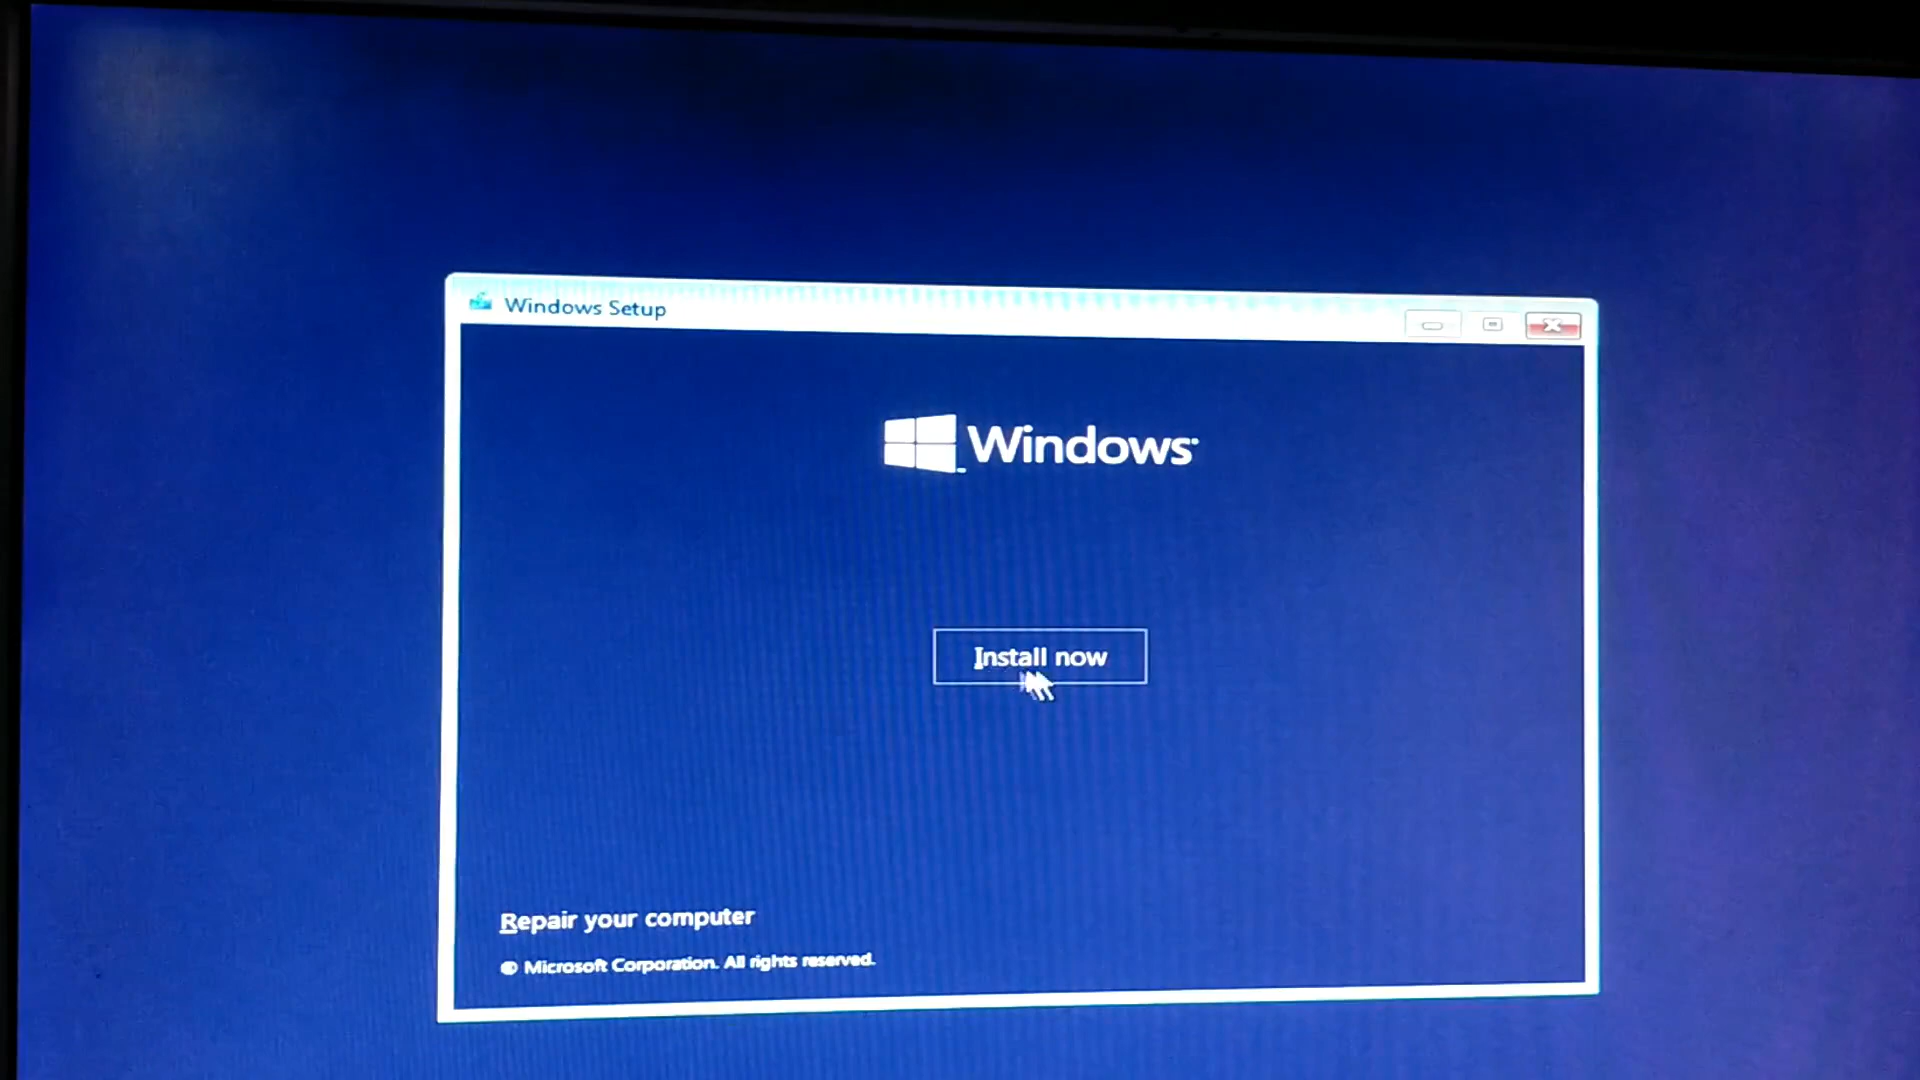 Windows Setup
Windows
Install now
Repair your computer
© Microsoft Corporation. All rights reserved.